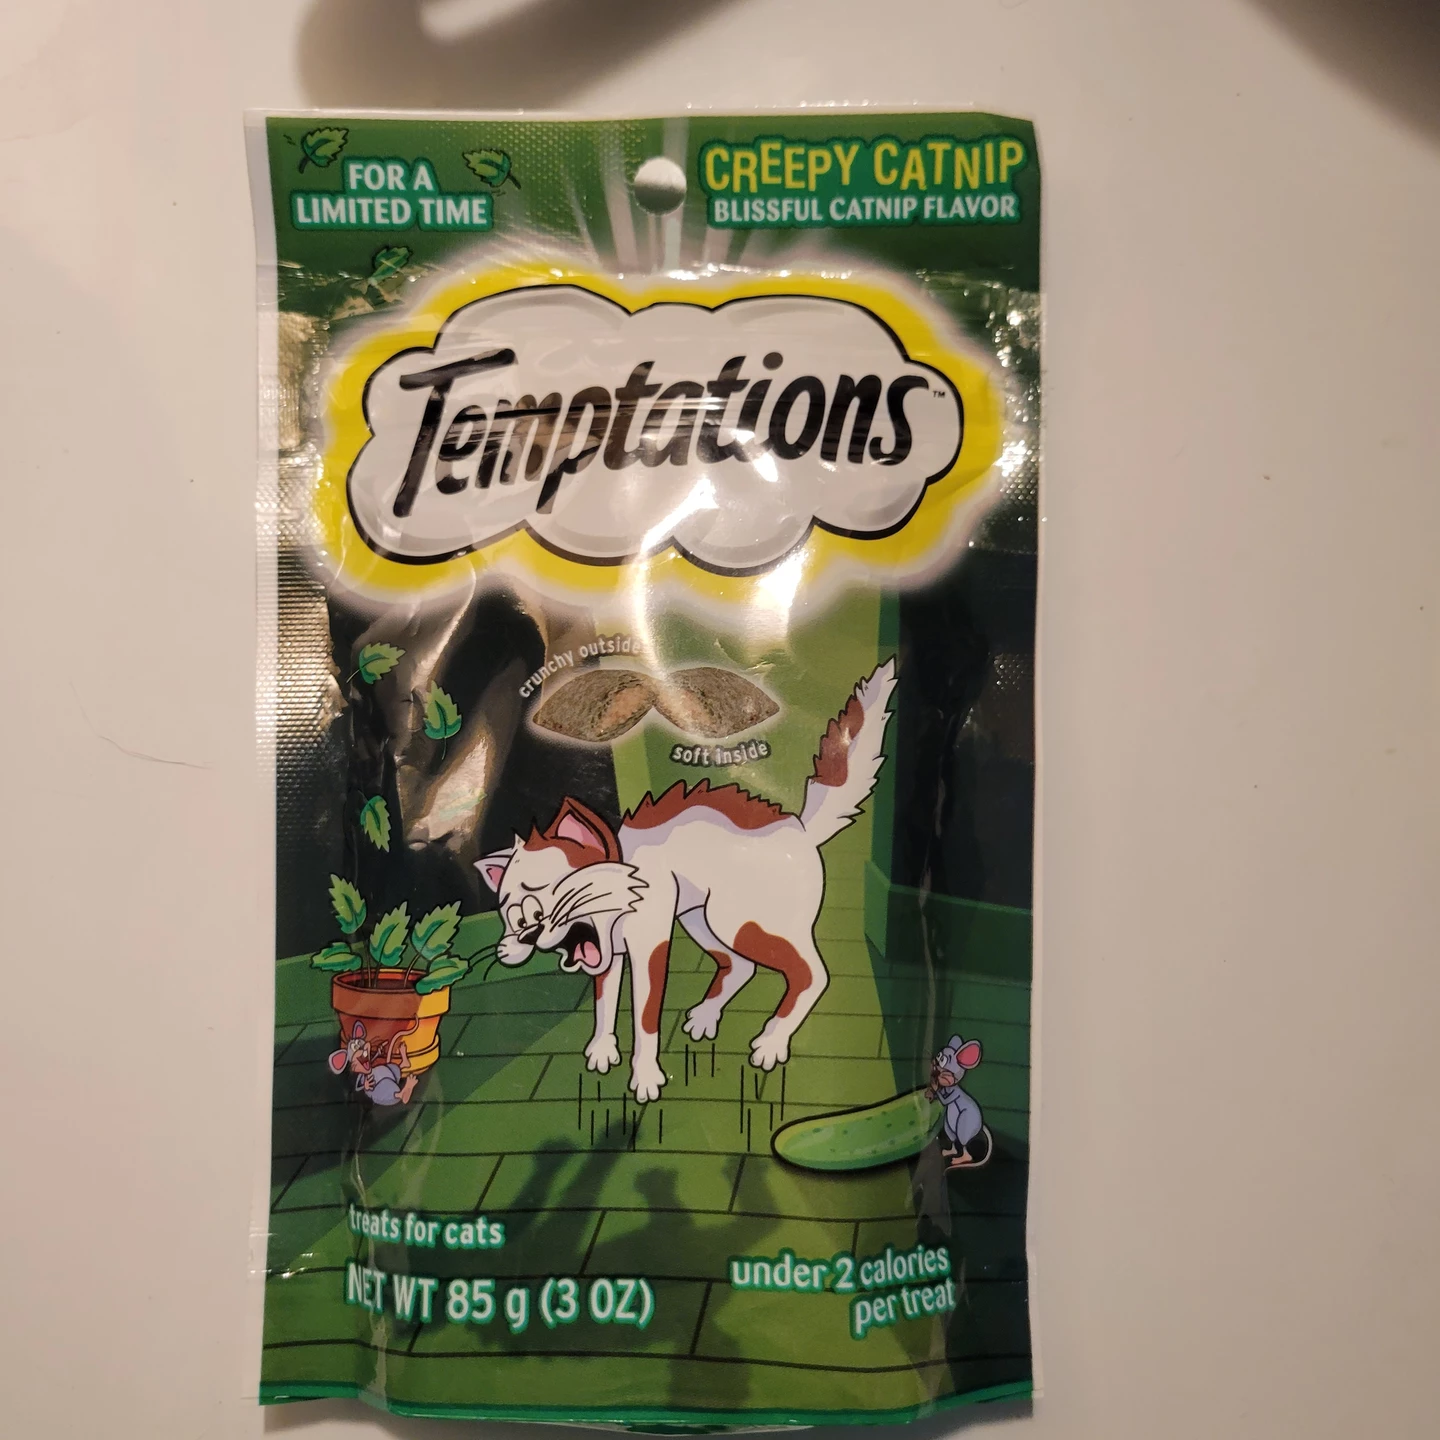 FOR A
LIMITED TIME
CREEPY CATNIP
BLISSFUL CATNIP FLAVOR
Temptations™
crunchy outside
soft inside
treats for cats
NET WT 85 g (3 OZ)
under 2 calories
per treat